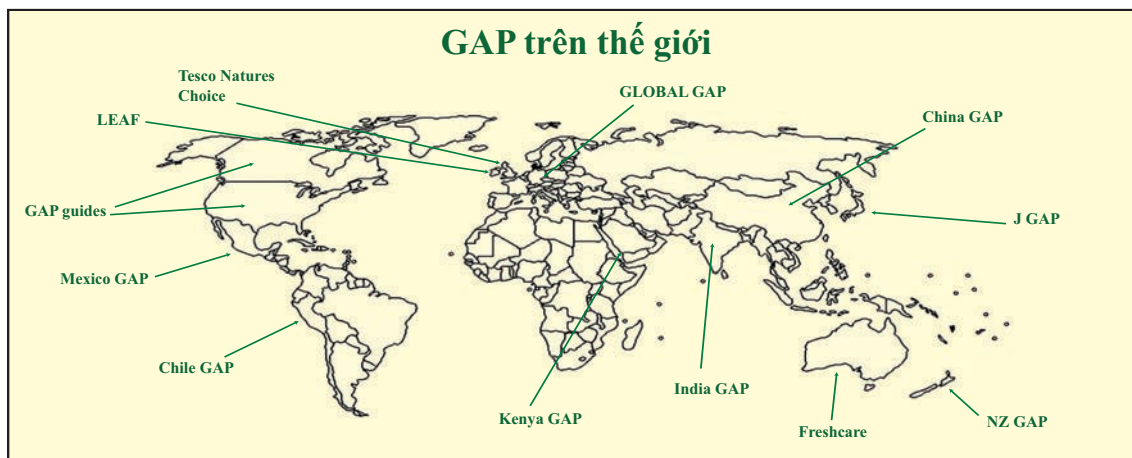 GAP trên thế giới
Tesco Natures
Choice
GLOBAL GAP
LEAF
China GAP
GAP guides
J GAP
Mexico GAP
Chile GAP
India GAP
Kenya GAP
NZ GAP
Freshcare